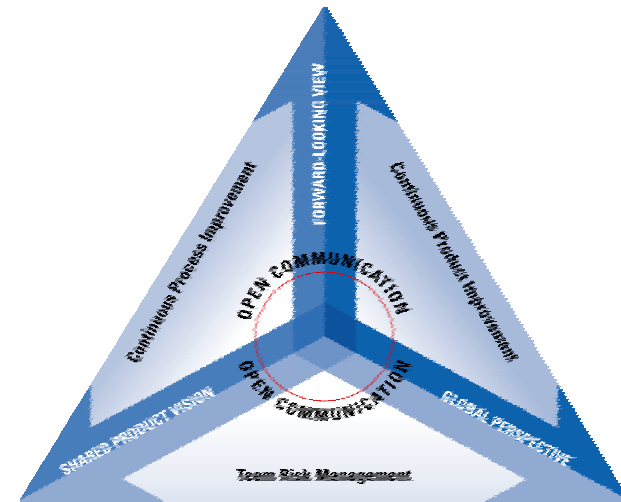 FORWARD-LOOKING VIEW
Continuous Process Improvement
Continuous Product Improvement
OPEN COMMUNICATION
OPEN COMMUNICATION
SHARED PRODUCT VISION
GLOBAL PERSPECTIVE
Team Risk Management